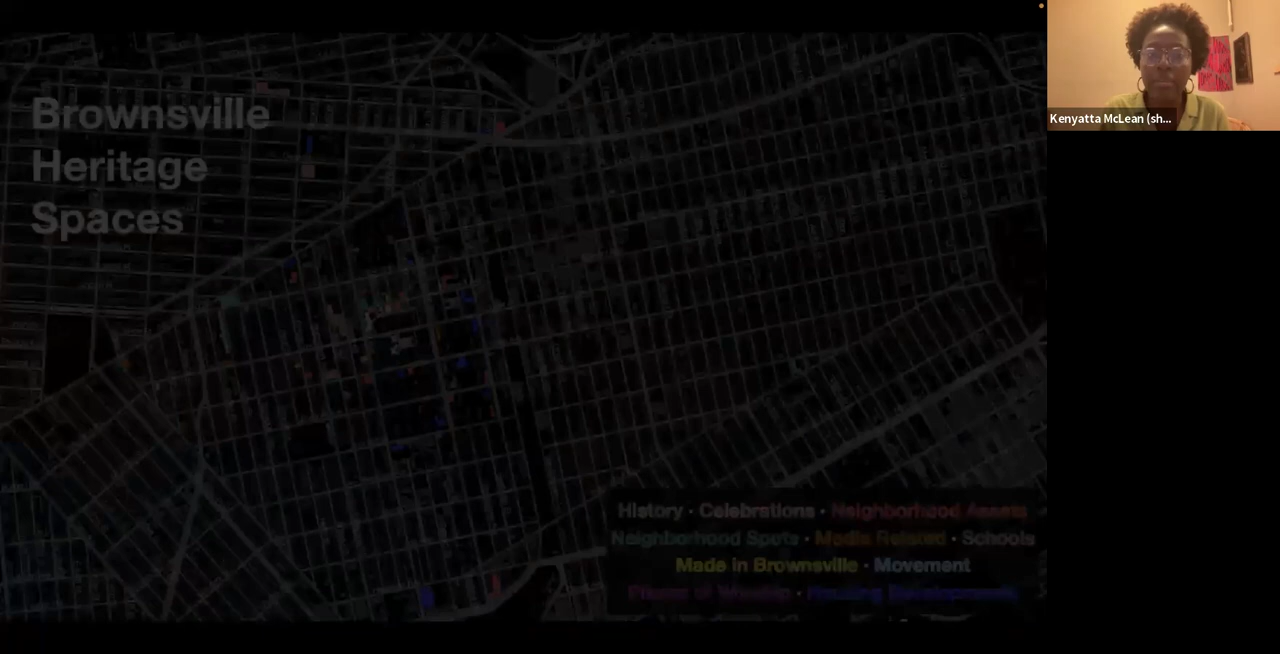 Brownsville
Heritage
Spaces
Kenyatta McLean (sh...
History · Celebrations · Neighborhood Assets
Neighborhood Spots · Media Related · Schools
Made in Brownsville · Movement
Places of Worship · Housing Developments